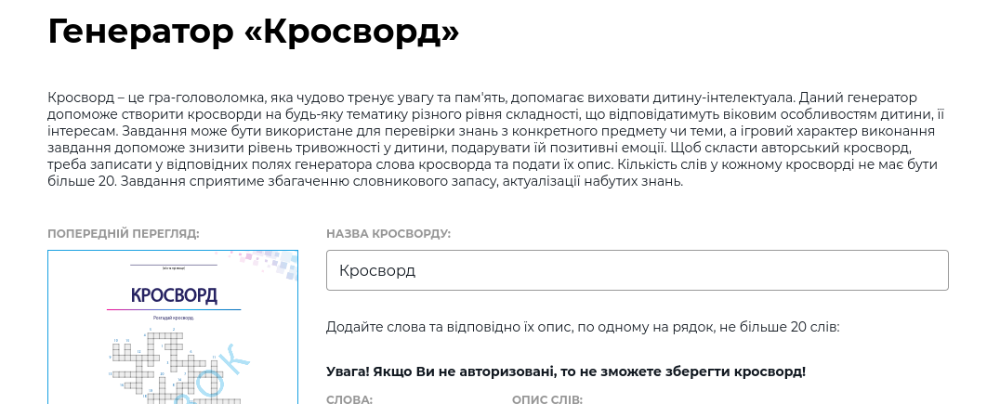 Генератор «Кросворд»
Кросворд – це гра-головоломка, яка чудово тренує увагу та пам'ять, допомагає виховати дитину-інтелектуала. Даний генератор
допоможе створити кросворди на будь-яку тематику різного рівня складності, що відповідатимуть віковим особливостям дитини, її
інтересам. Завдання може бути використане для перевірки знань з конкретного предмету чи теми, а ігровий характер виконання
завдання допоможе знизити рівень тривожності у дитини, подарувати їй позитивні емоції. Щоб скласти авторський кросворд,
треба записати у відповідних полях генератора слова кросворда та подати їх опис. Кількість слів у кожному кросворді не має бути
більше 20. Завдання сприятиме збагаченню словникового запасу, актуалізації набутих знань.
ПОПЕРЕДНІЙ ПЕРЕГЛЯД:
НАЗВА КРОСВОРДУ:
Кросворд
КРОСВОРД
Розгадай кросворд.
Додайте слова та відповідно їх опис, по одному на рядок, не більше 20 слів:
Увага! Якщо Ви не авторизовані, то не зможете зберегти кросворд!
СЛОВА:
ОПИС СЛІВ: